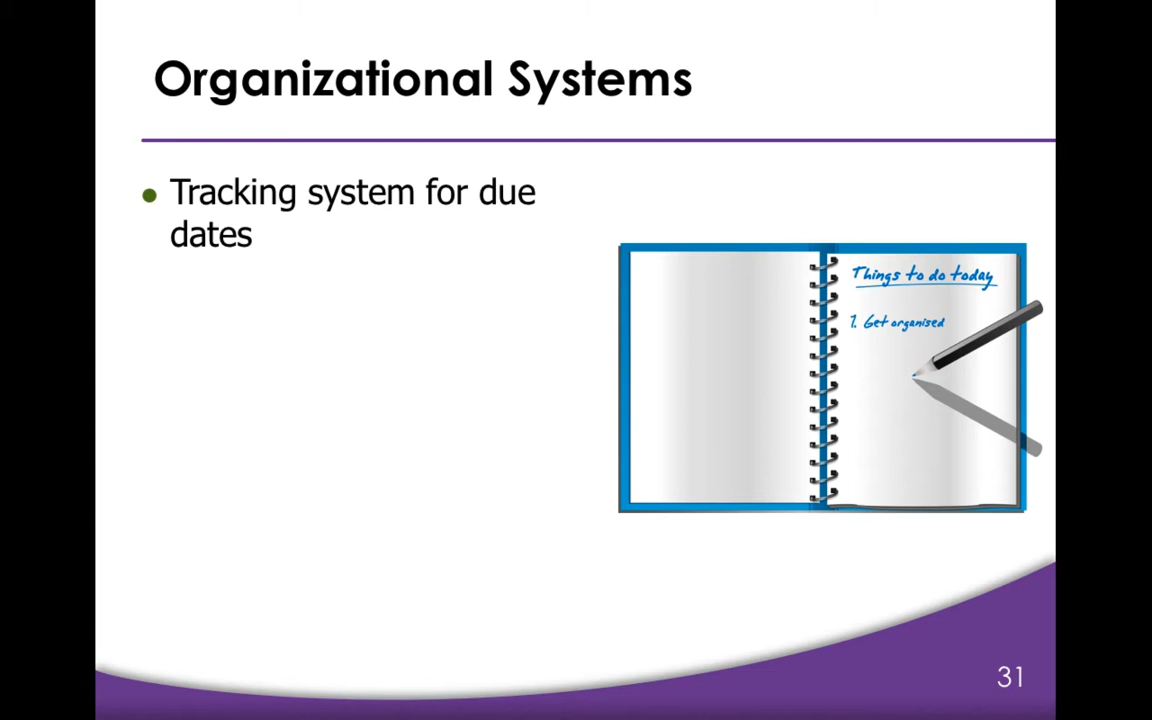 Organizational Systems
Tracking system for due
dates
Things to do today
1. Get organised
31